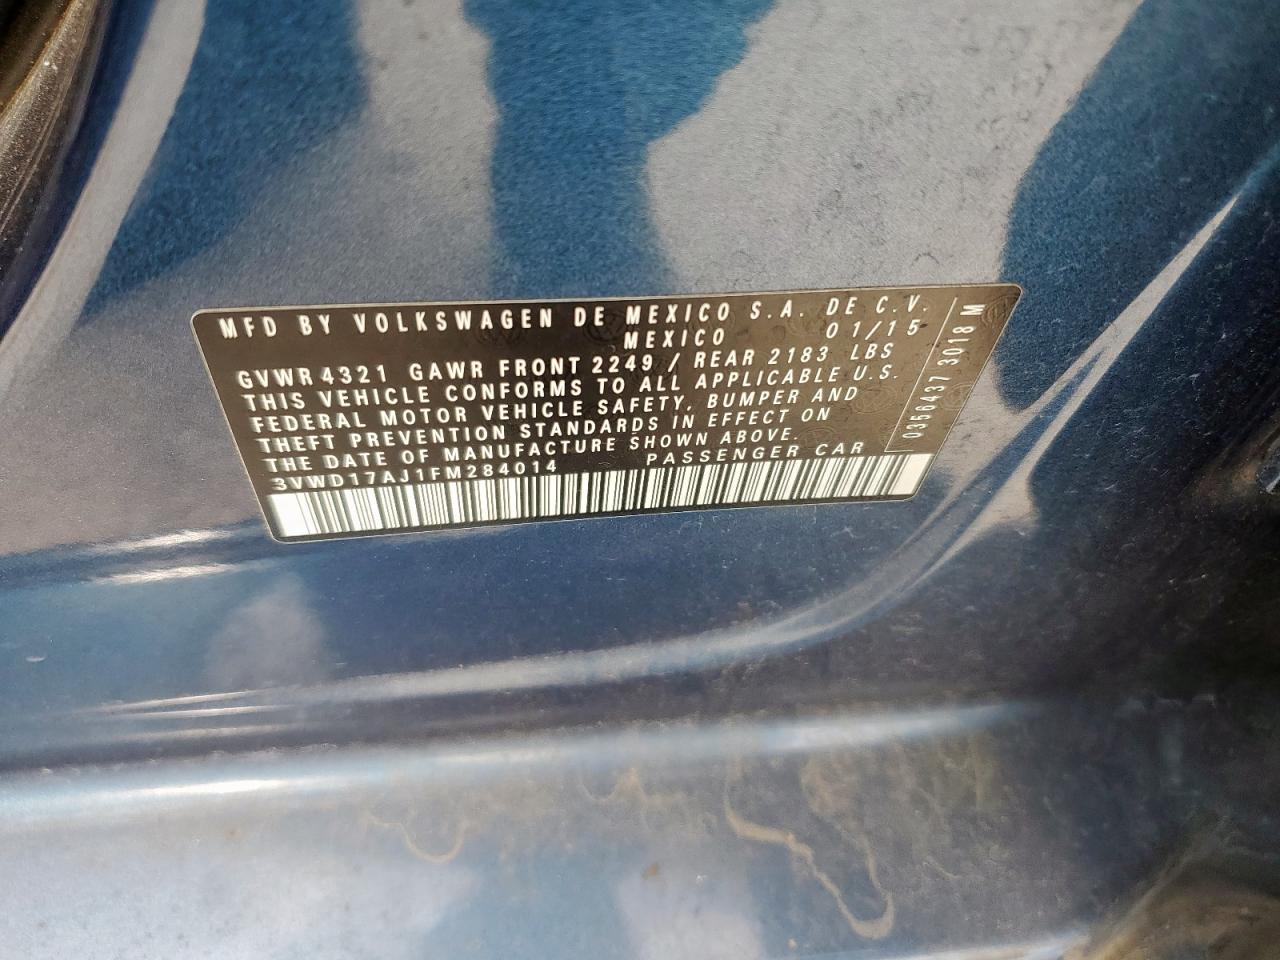 MFD BY VOLKSWAGEN DE MEXICO S.A. DE C.V.
MEXICO 01/15
GVWR 4321 GAWR FRONT 2249 / REAR 2183 LBS
THIS VEHICLE CONFORMS TO ALL APPLICABLE U.S.
FEDERAL MOTOR VEHICLE SAFETY, BUMPER AND
THEFT PREVENTION STANDARDS IN EFFECT ON
THE DATE OF MANUFACTURE SHOWN ABOVE.
3VWD17AJ1FM284014 PASSENGER CAR
0356437 3018 M